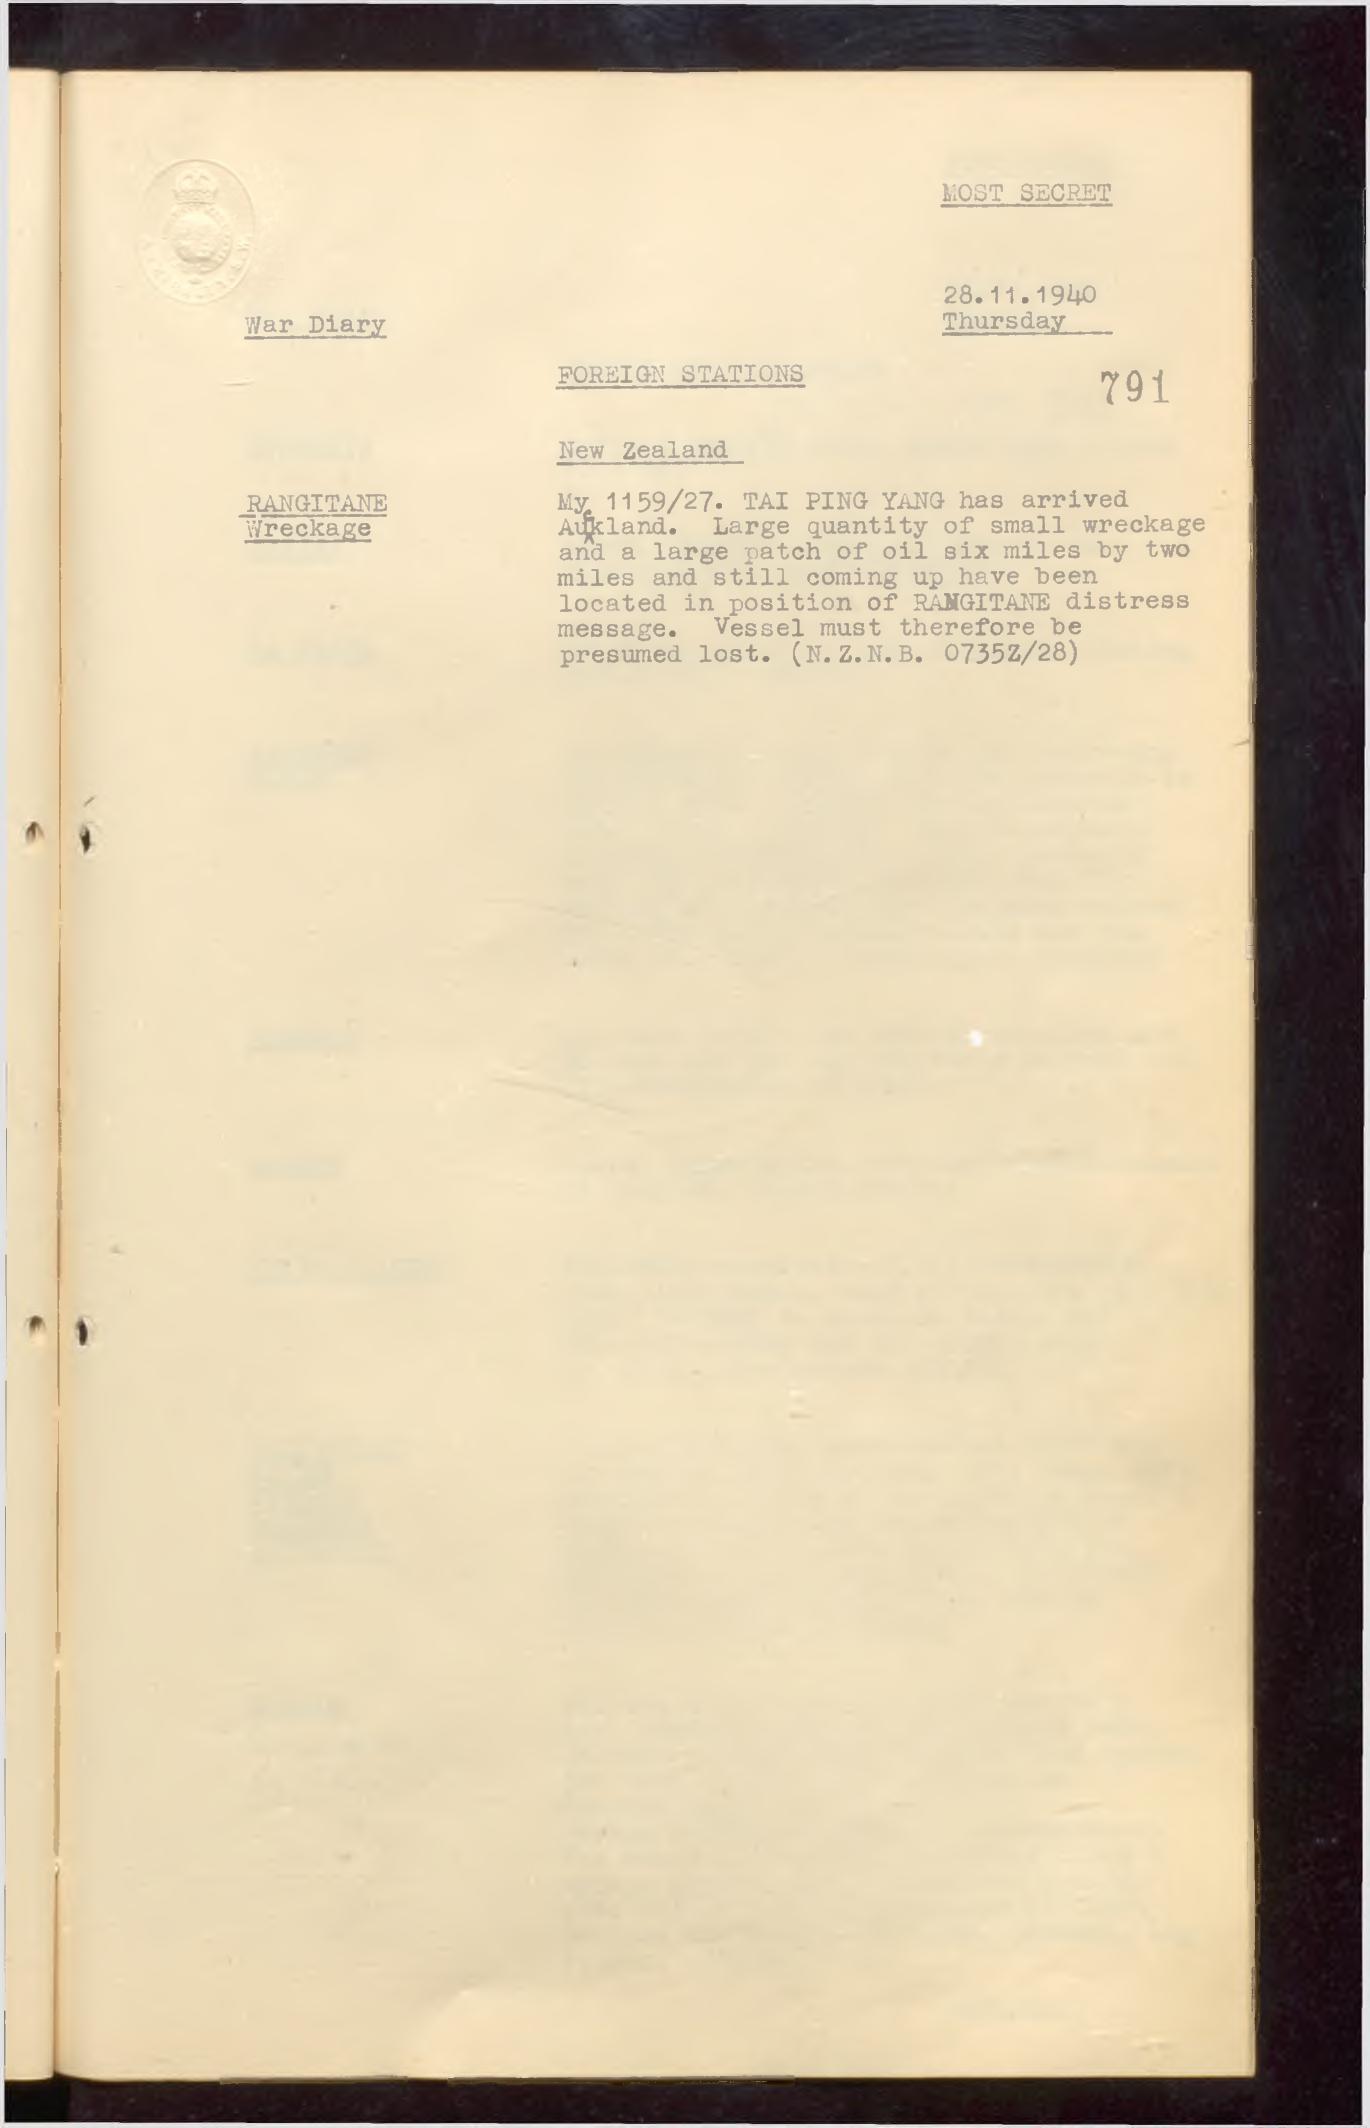 MOST SECRET
28.11.1940
War Diary
Thursday
FOREIGN STATIONS
791
New Zealand
RANGITANE
Wreckage
My 1159/27. TAI PING YANG has arrived
Auckland. Large quantity of small wreckage
and a large patch of oil six miles by two
miles and still coming up have been
located in position of RANGITANE distress
message. Vessel must therefore be
presumed lost. (N.Z.N.B. 0735Z/28)